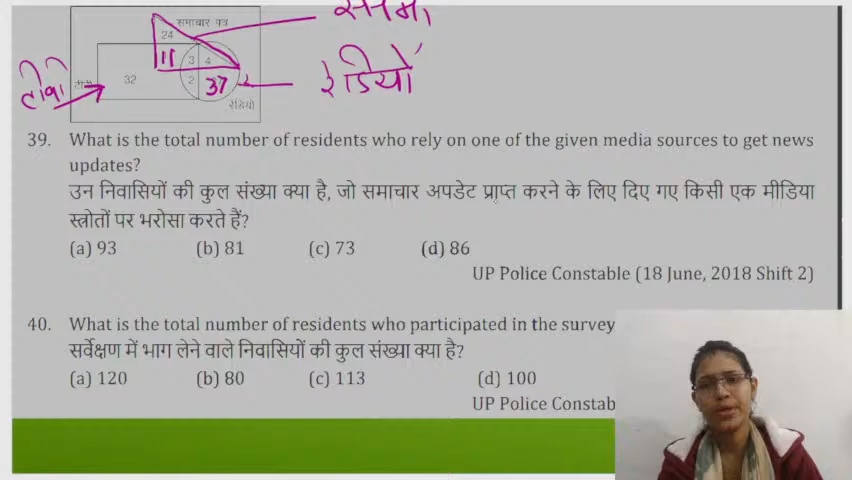 समाचार पत्र
24
11
3 4
32
2
37
टीवी
रेडियो
रेडियो
39. What is the total number of residents who rely on one of the given media sources to get news
updates?
उन निवासियों की कुल संख्या क्या है, जो समाचार अपडेट प्राप्त करने के लिए दिए गए किसी एक मीडिया
स्त्रोतों पर भरोसा करते हैं?
(a) 93 (b) 81 (c) 73 (d) 86
UP Police Constable (18 June, 2018 Shift 2)
40. What is the total number of residents who participated in the survey
सर्वेक्षण में भाग लेने वाले निवासियों की कुल संख्या क्या है?
(a) 120 (b) 80 (c) 113 (d) 100
UP Police Constab